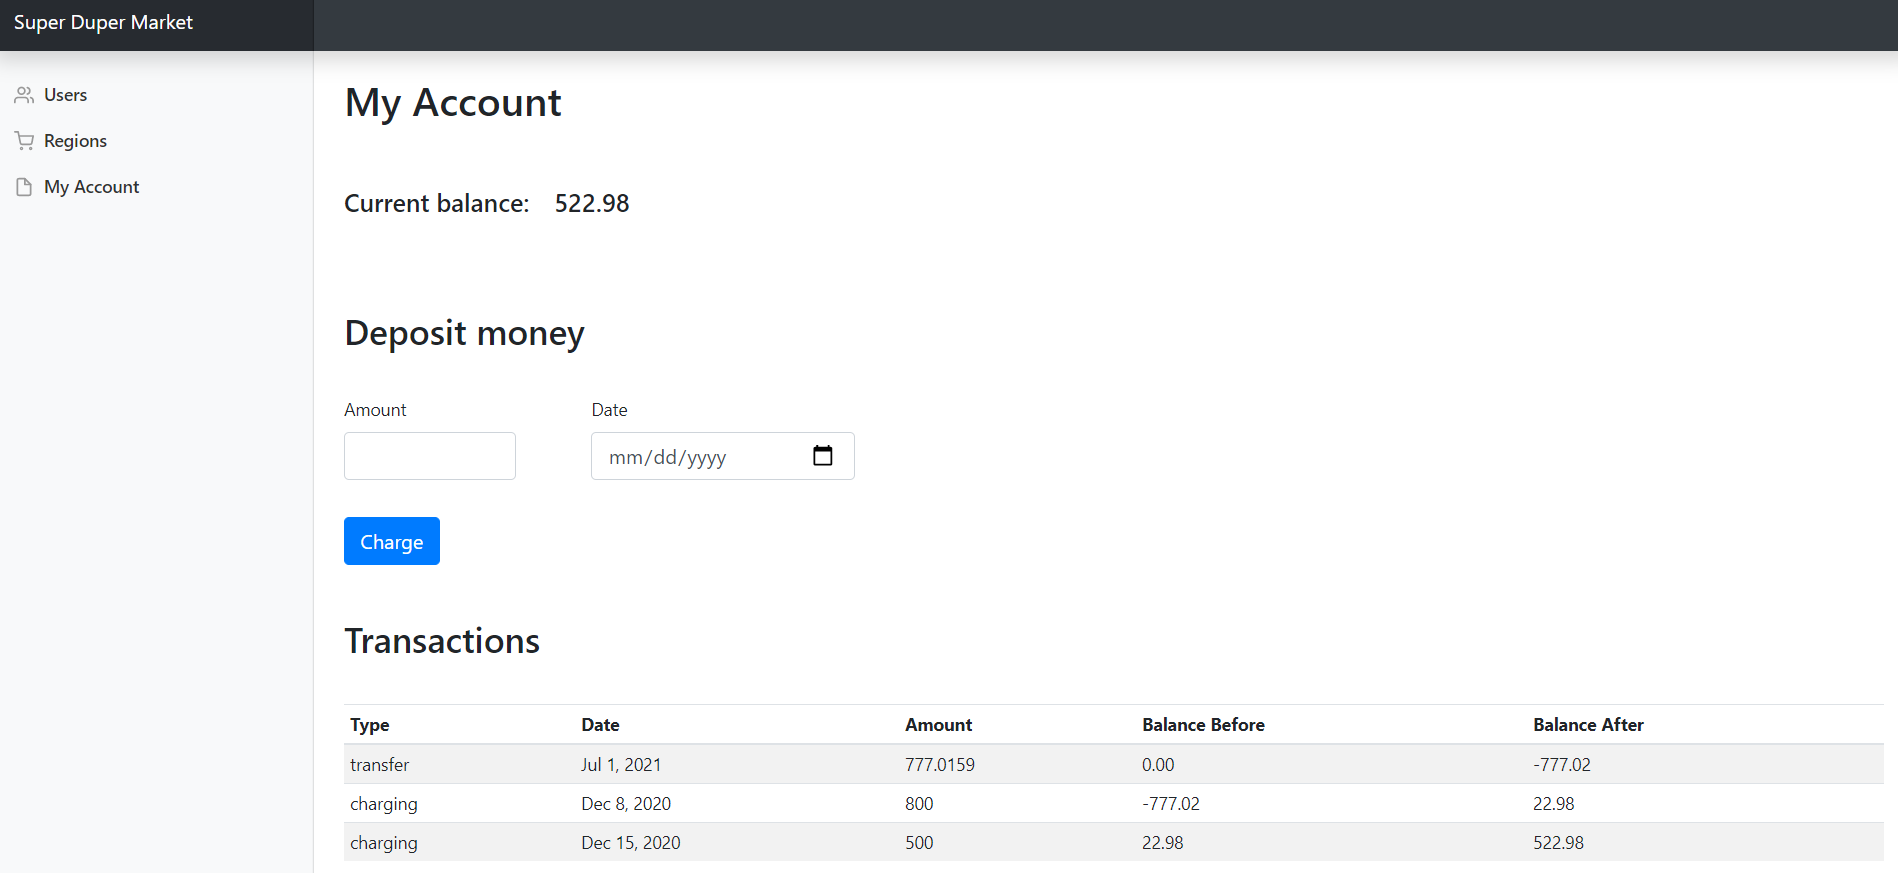 Super Duper Market
Users
Regions
My Account
My Account
Current balance: 522.98
Deposit money
Amount Date
mm/dd/yyyy
Charge
Transactions
Type Date Amount Balance Before Balance After
transfer Jul 1, 2021 777.0159 0.00 -777.02
charging Dec 8, 2020 800 -777.02 22.98
charging Dec 15, 2020 500 22.98 522.98